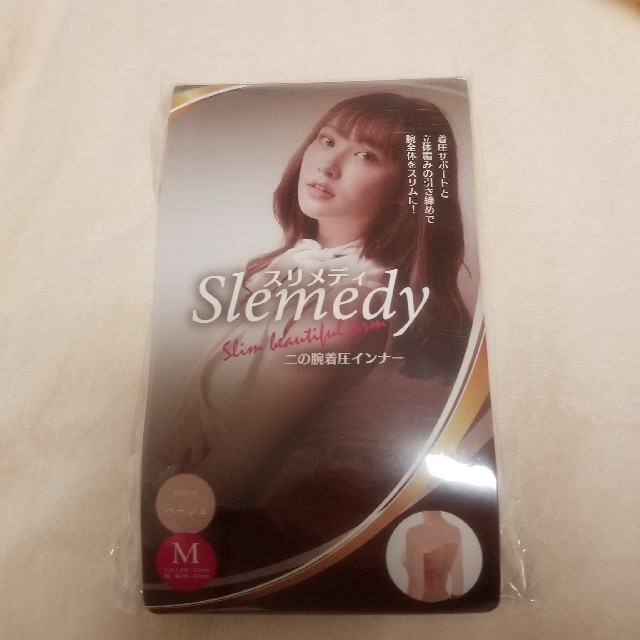 着圧サポートと
立体編みの引き締めで
腕全体をスリムに！
スリメディ
Slemedy
Slim beautiful arm
二の腕着圧インナー
ベージュ
M